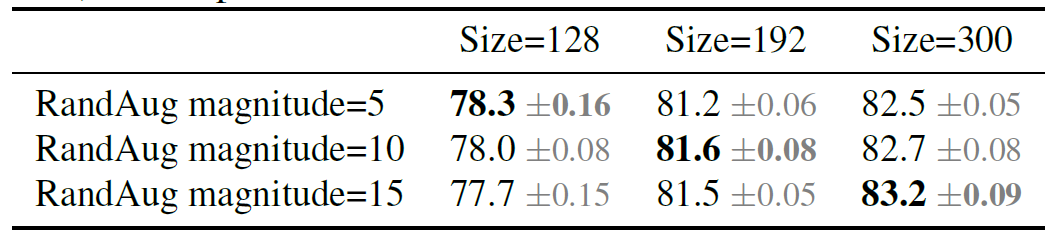 Size=128 Size=192 Size=300
RandAug magnitude=5 78.3 ±0.16 81.2 ±0.06 82.5 ±0.05
RandAug magnitude=10 78.0 ±0.08 81.6 ±0.08 82.7 ±0.08
RandAug magnitude=15 77.7 ±0.15 81.5 ±0.05 83.2 ±0.09